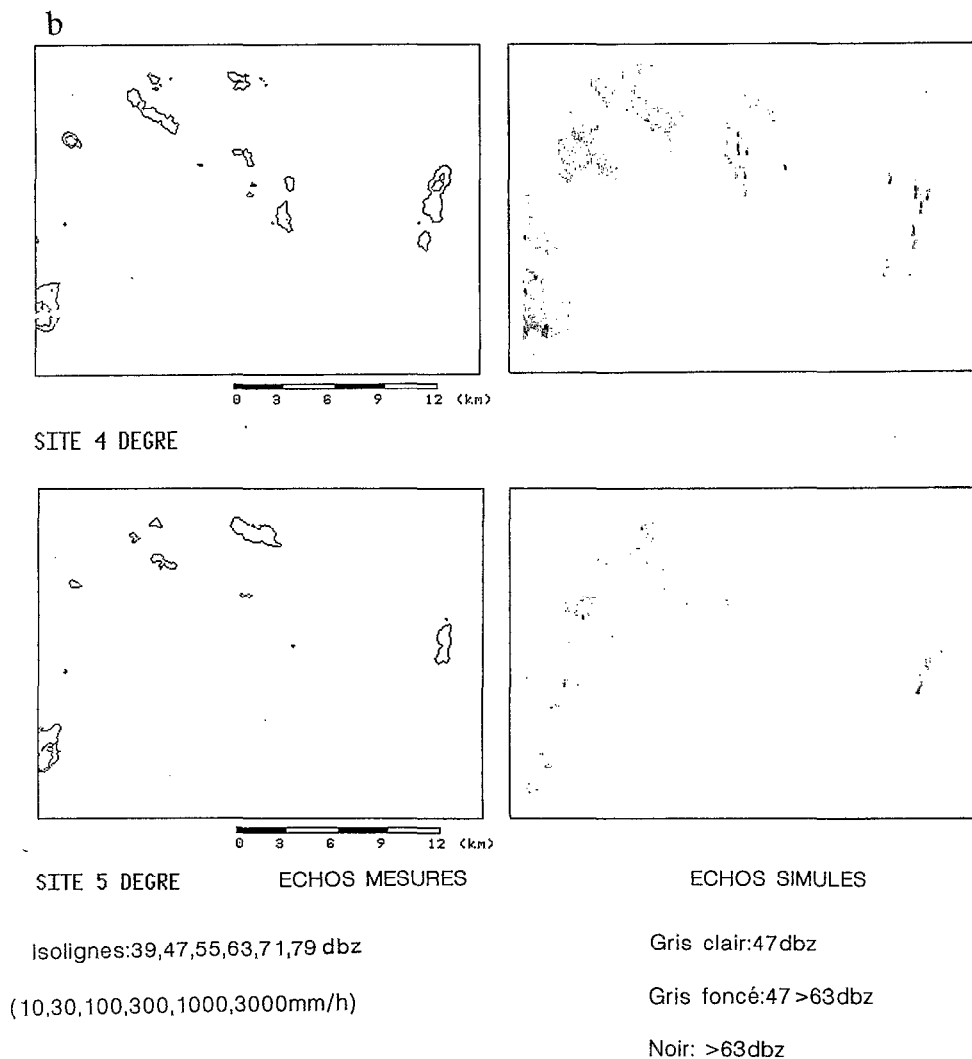 b
0 3 6 9 12 (km)
SITE 4 DEGRE
0 3 6 9 12 (km)
SITE 5 DEGRE
ECHOS MESURES
ECHOS SIMULES
Isolignes:39,47,55,63,71,79 dbz
(10,30,100,300,1000,3000mm/h)
Gris clair:47dbz
Gris foncé:47>63dbz
Noir: >63dbz